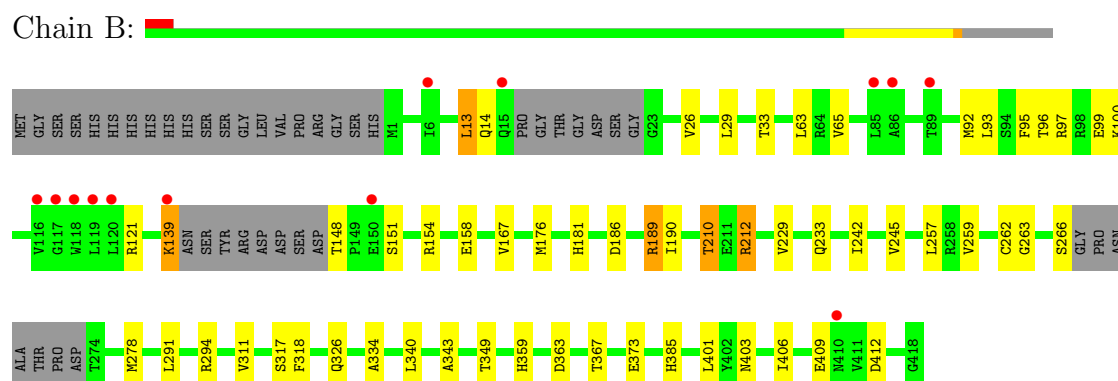 Chain B:
MET GLY SER SER HIS HIS HIS HIS HIS HIS SER SER GLY LEU VAL PRO ARG GLY SER HIS M1 I6 L13 Q14 Q15 PRO GLY THR GLY ASP SER GLY G23 V26 L29 T33 L63 R64 V65 L85 A86 T89 M92 L93 S94 F95 T96 R97 R98 E99 K100
V116 G117 W118 L119 L120 R121 K139 ASN SER TYR ARG ASP ASP SER ASP T148 P149 E150 S151 R154 E158 V167 M176 H181 D186 R189 I190 T210 E211 R212 V229 Q233 I242 V245 L257 R258 V259 C262 G263 S266 GLY PRO ASN
ALA THR PRO ASP T274 M278 L291 R294 V311 S317 F318 Q326 A334 L340 A343 T349 H359 D363 T367 E373 H385 L401 Y402 N403 I406 E409 N410 V411 D412 G418